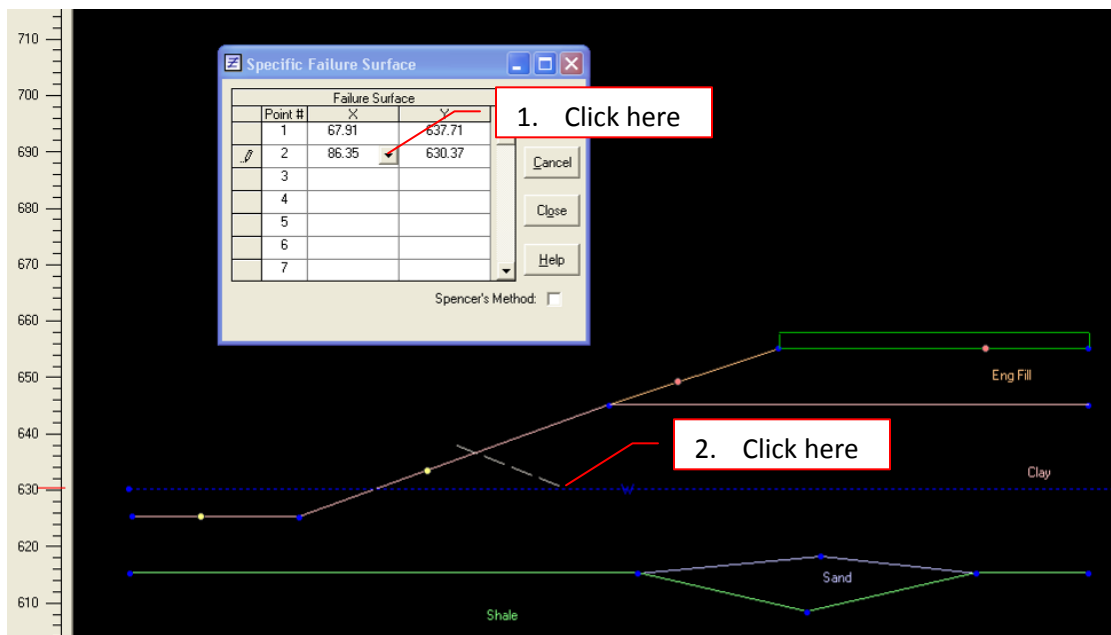 710
700
690
680
670
660
650
640
630
620
610
Specific Failure Surface
Failure Surface
Point # X Y
1 67.91 637.71
2 86.35 630.37
3
4
5
6
7
Cancel
Close
Help
Spencer's Method:
1. Click here
2. Click here
Eng Fill
Clay
W
Sand
Shale